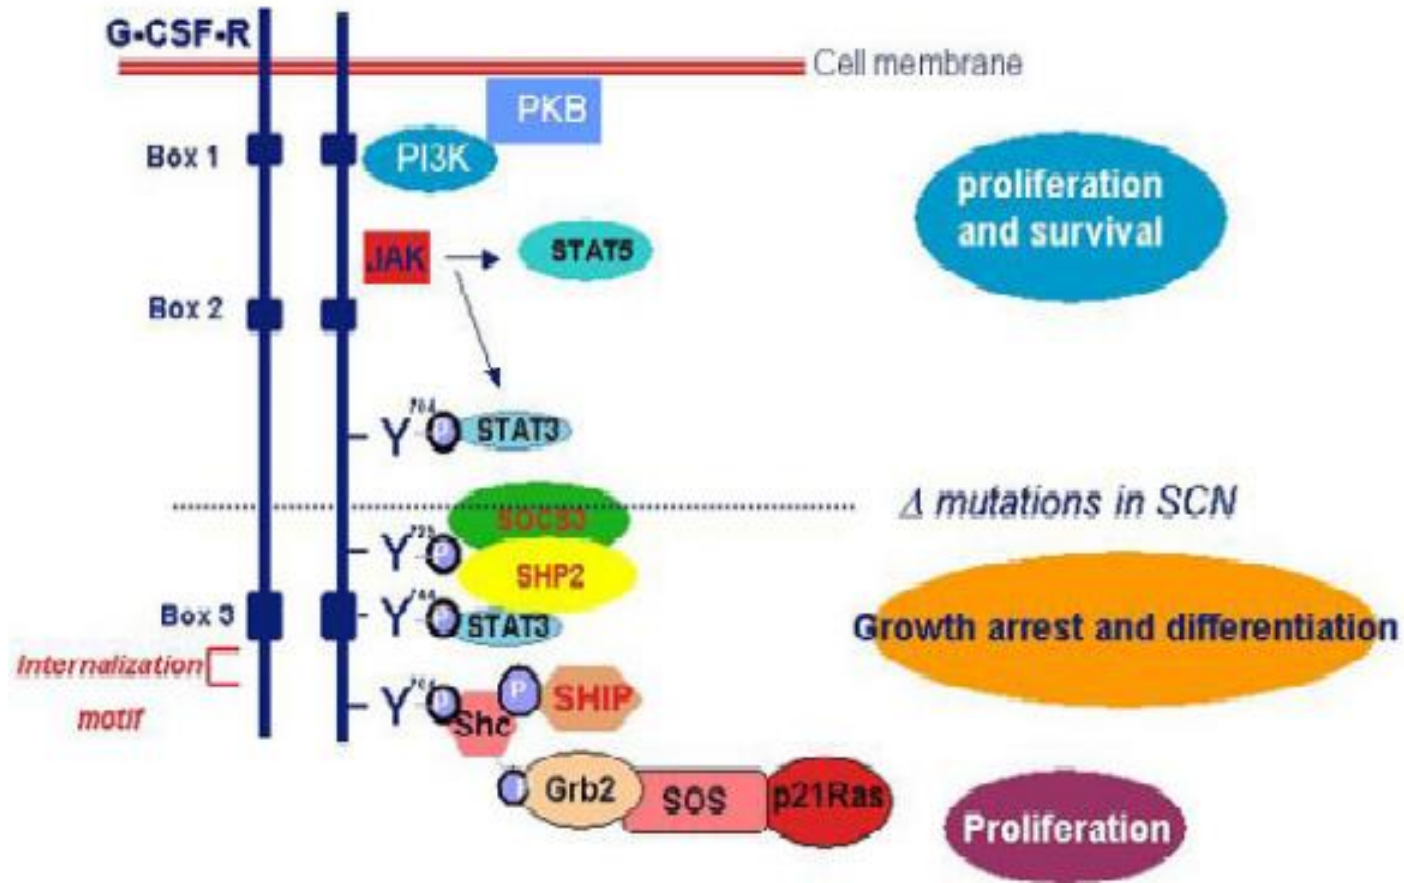 G-CSF-R
Cell membrane
PKB
Box 1
PI3K
proliferation
and survival
JAK
STAT5
Box 2
Y
P
STAT3
Δ mutations in SCN
SOCS3
Y
P
SHP2
Box 3
Y
P
STAT3
Growth arrest and differentiation
Internalization
motif
Y
P
Shc
P
SHIP
Grb2
SOS
p21Ras
Proliferation